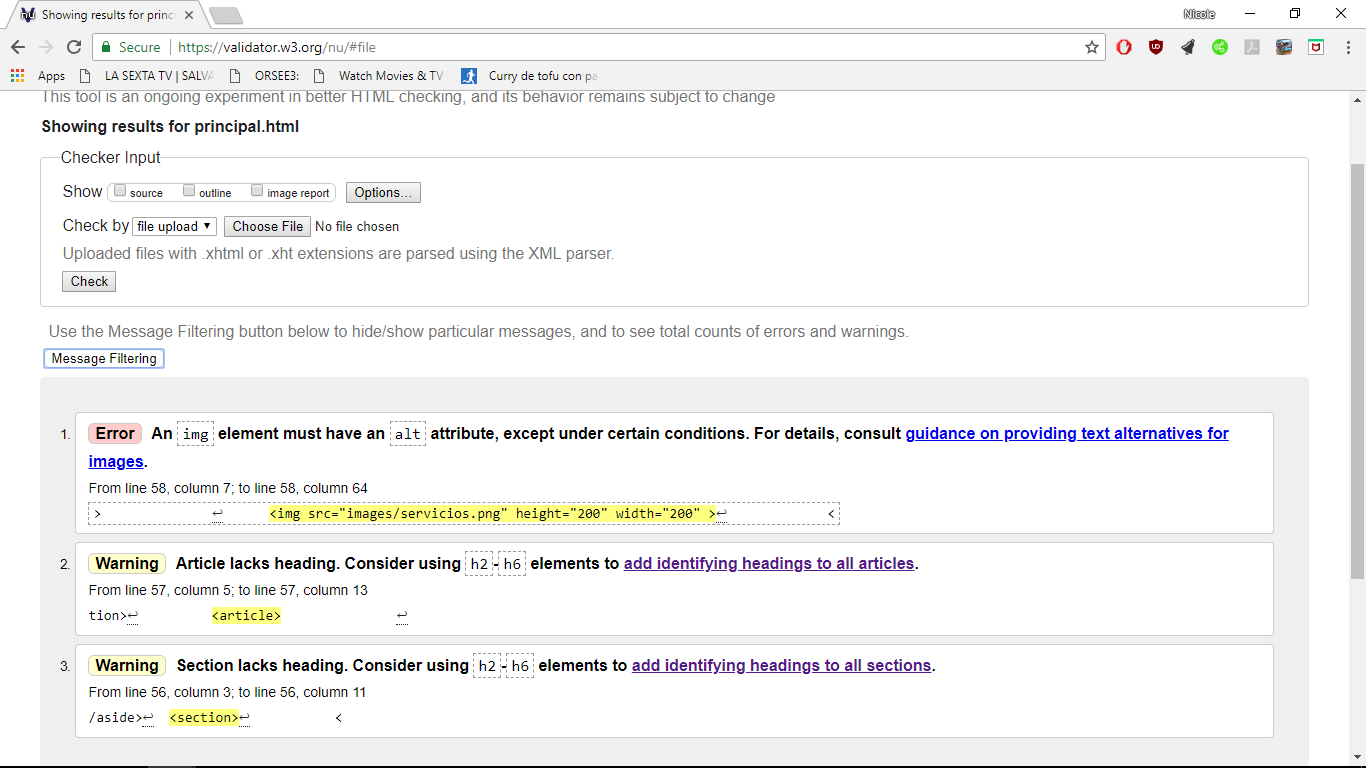 Showing results for princ
Nicole
Secure
https://validator.w3.org/nu/#file
Apps
LA SEXTA TV | SALVA
ORSEE3:
Watch Movies & TV
Curry de tofu con pa
This tool is an ongoing experiment in better HTML checking, and its behavior remains subject to change
Showing results for principal.html
Checker Input
Show source outline image report Options...
Check by file upload ▼ Choose File No file chosen
Uploaded files with .xhtml or .xht extensions are parsed using the XML parser.
Check
Use the Message Filtering button below to hide/show particular messages, and to see total counts of errors and warnings.
Message Filtering
1. Error An img element must have an alt attribute, except under certain conditions. For details, consult guidance on providing text alternatives for
images.
From line 58, column 7; to line 58, column 64
> ↩ <img src="images/servicios.png" height="200" width="200" >↩ <
2. Warning Article lacks heading. Consider using h2-h6 elements to add identifying headings to all articles.
From line 57, column 5; to line 57, column 13
tion>↩ <article> ↩
3. Warning Section lacks heading. Consider using h2-h6 elements to add identifying headings to all sections.
From line 56, column 3; to line 56, column 11
/aside>↩ <section>↩ <